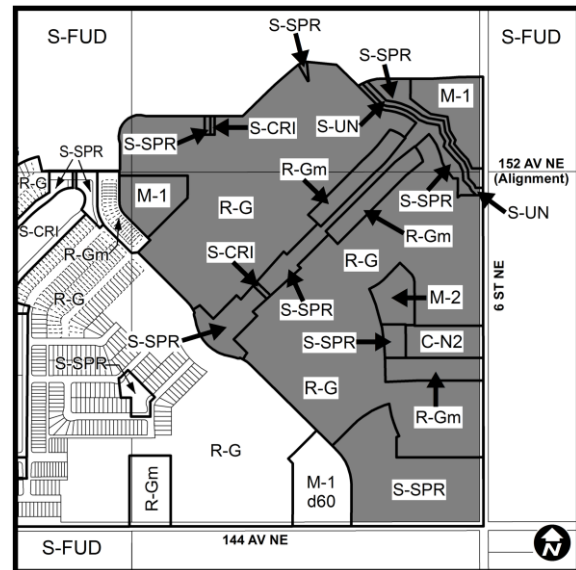 S-FUD
S-SPR
S-SPR
S-FUD
M-1
S-SPR
S-CRI
S-UN
S-SPR
152 AV NE
(Alignment)
R-G
M-1
R-Gm
R-G
S-SPR
S-UN
S-CRI
R-Gm
R-Gm
S-CRI
R-G
R-G
S-SPR
M-2
6 ST NE
S-SPR
S-SPR
C-N2
S-SPR
R-G
R-Gm
R-G
R-Gm
M-1
d60
S-SPR
S-FUD
144 AV NE
N